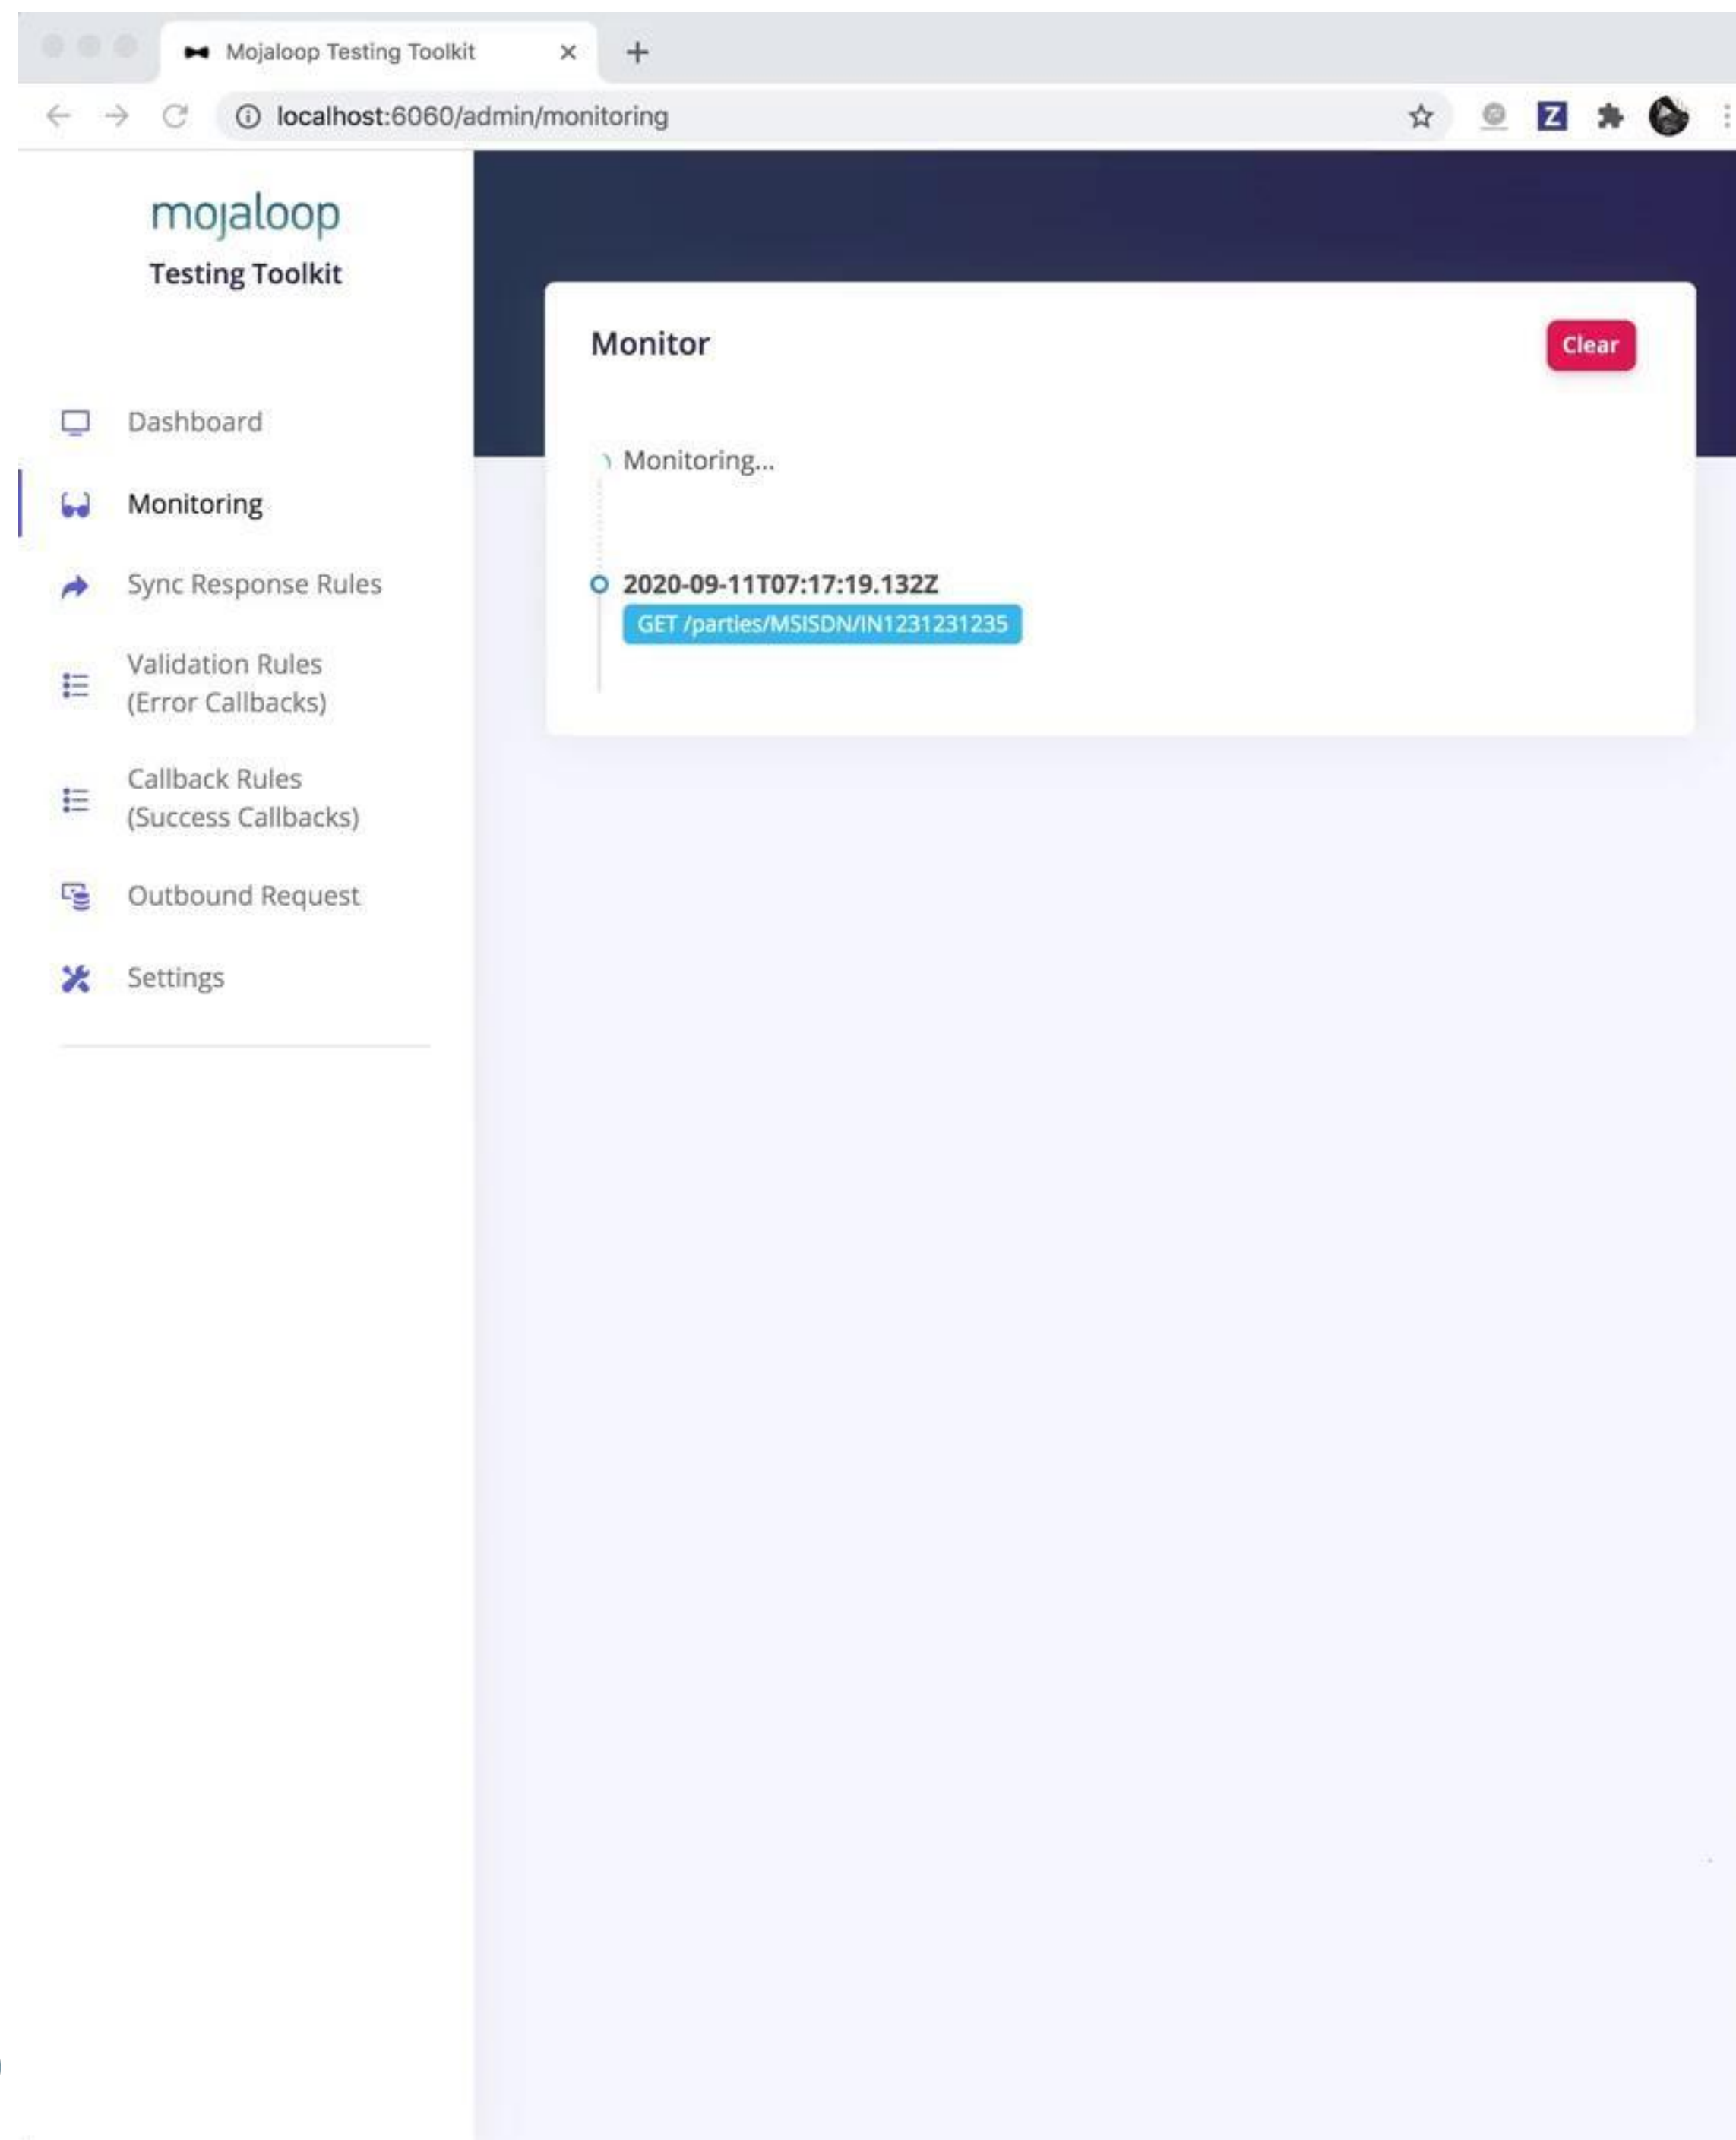 Mojaloop Testing Toolkit
localhost:6060/admin/monitoring
Z
mojaloop
Testing Toolkit
Dashboard
Monitoring
Sync Response Rules
Validation Rules
(Error Callbacks)
Callback Rules
(Success Callbacks)
Outbound Request
Settings
Monitor
Clear
Monitoring...
2020-09-11T07:17:19.132Z
GET /parties/MSISDN/IN1231231235